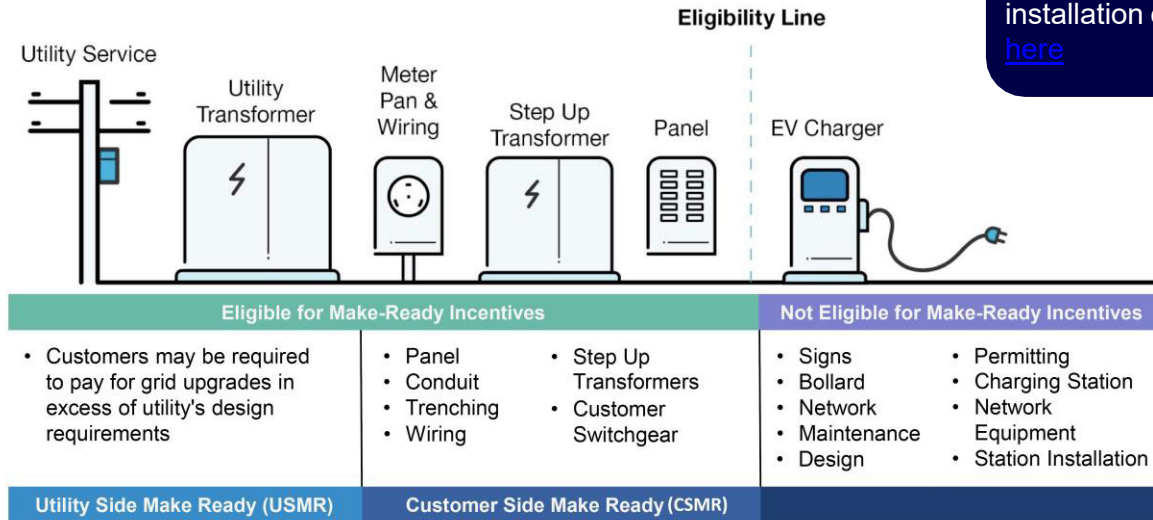 Eligibility Line
installation
here
Utility Service
Utility
Transformer
Meter
Pan &
Wiring
Step Up
Transformer
Panel
EV Charger
Eligible for Make-Ready Incentives
Not Eligible for Make-Ready Incentives
• Customers may be required
to pay for grid upgrades in
excess of utility's design
requirements
• Panel
• Conduit
• Trenching
• Wiring
• Step Up
Transformers
• Customer
Switchgear
• Signs
• Bollard
• Network
• Maintenance
• Design
• Permitting
• Charging Station
• Network
Equipment
• Station Installation
Utility Side Make Ready (USMR)
Customer Side Make Ready (CSMR)